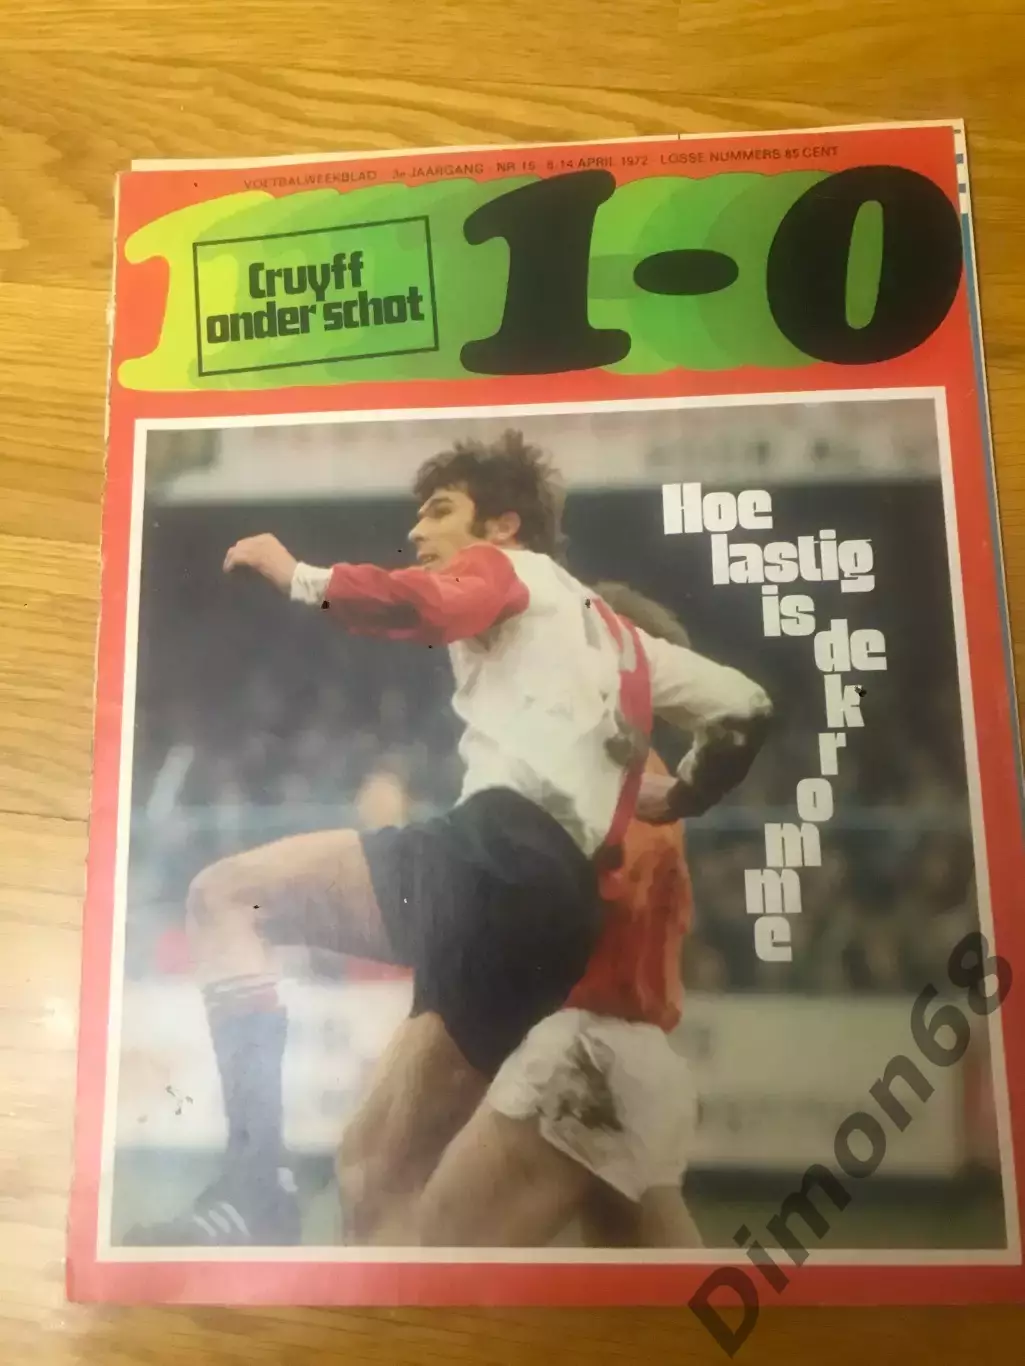 VOETBALWEEKBLAD 3e JAARGANG NR 15 8/14 APRIL 1972 LOSSE NUMMERS 85 CENT
1-0
Cruyff
onder schot
Hoe
lastig
is
de
k
r
o
m
m
e
Dimon68